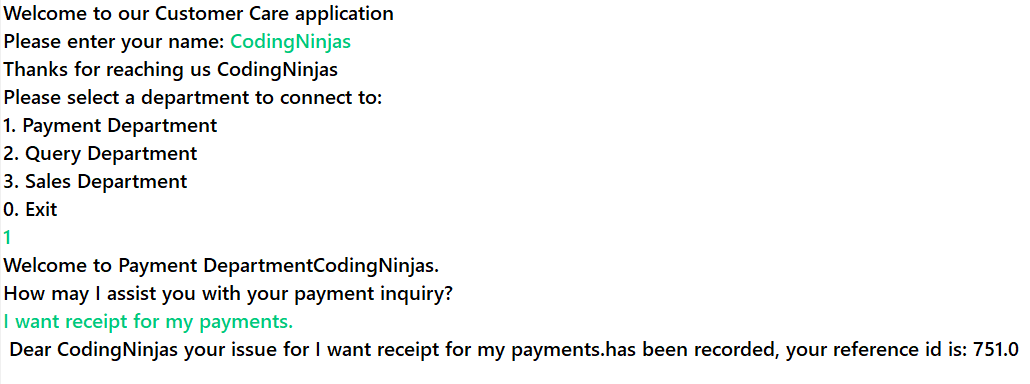 Welcome to our Customer Care application
Please enter your name: CodingNinjas
Thanks for reaching us CodingNinjas
Please select a department to connect to:
1. Payment Department
2. Query Department
3. Sales Department
0. Exit
1
Welcome to Payment DepartmentCodingNinjas.
How may I assist you with your payment inquiry?
I want receipt for my payments.
Dear CodingNinjas your issue for I want receipt for my payments.has been recorded, your reference id is: 751.0